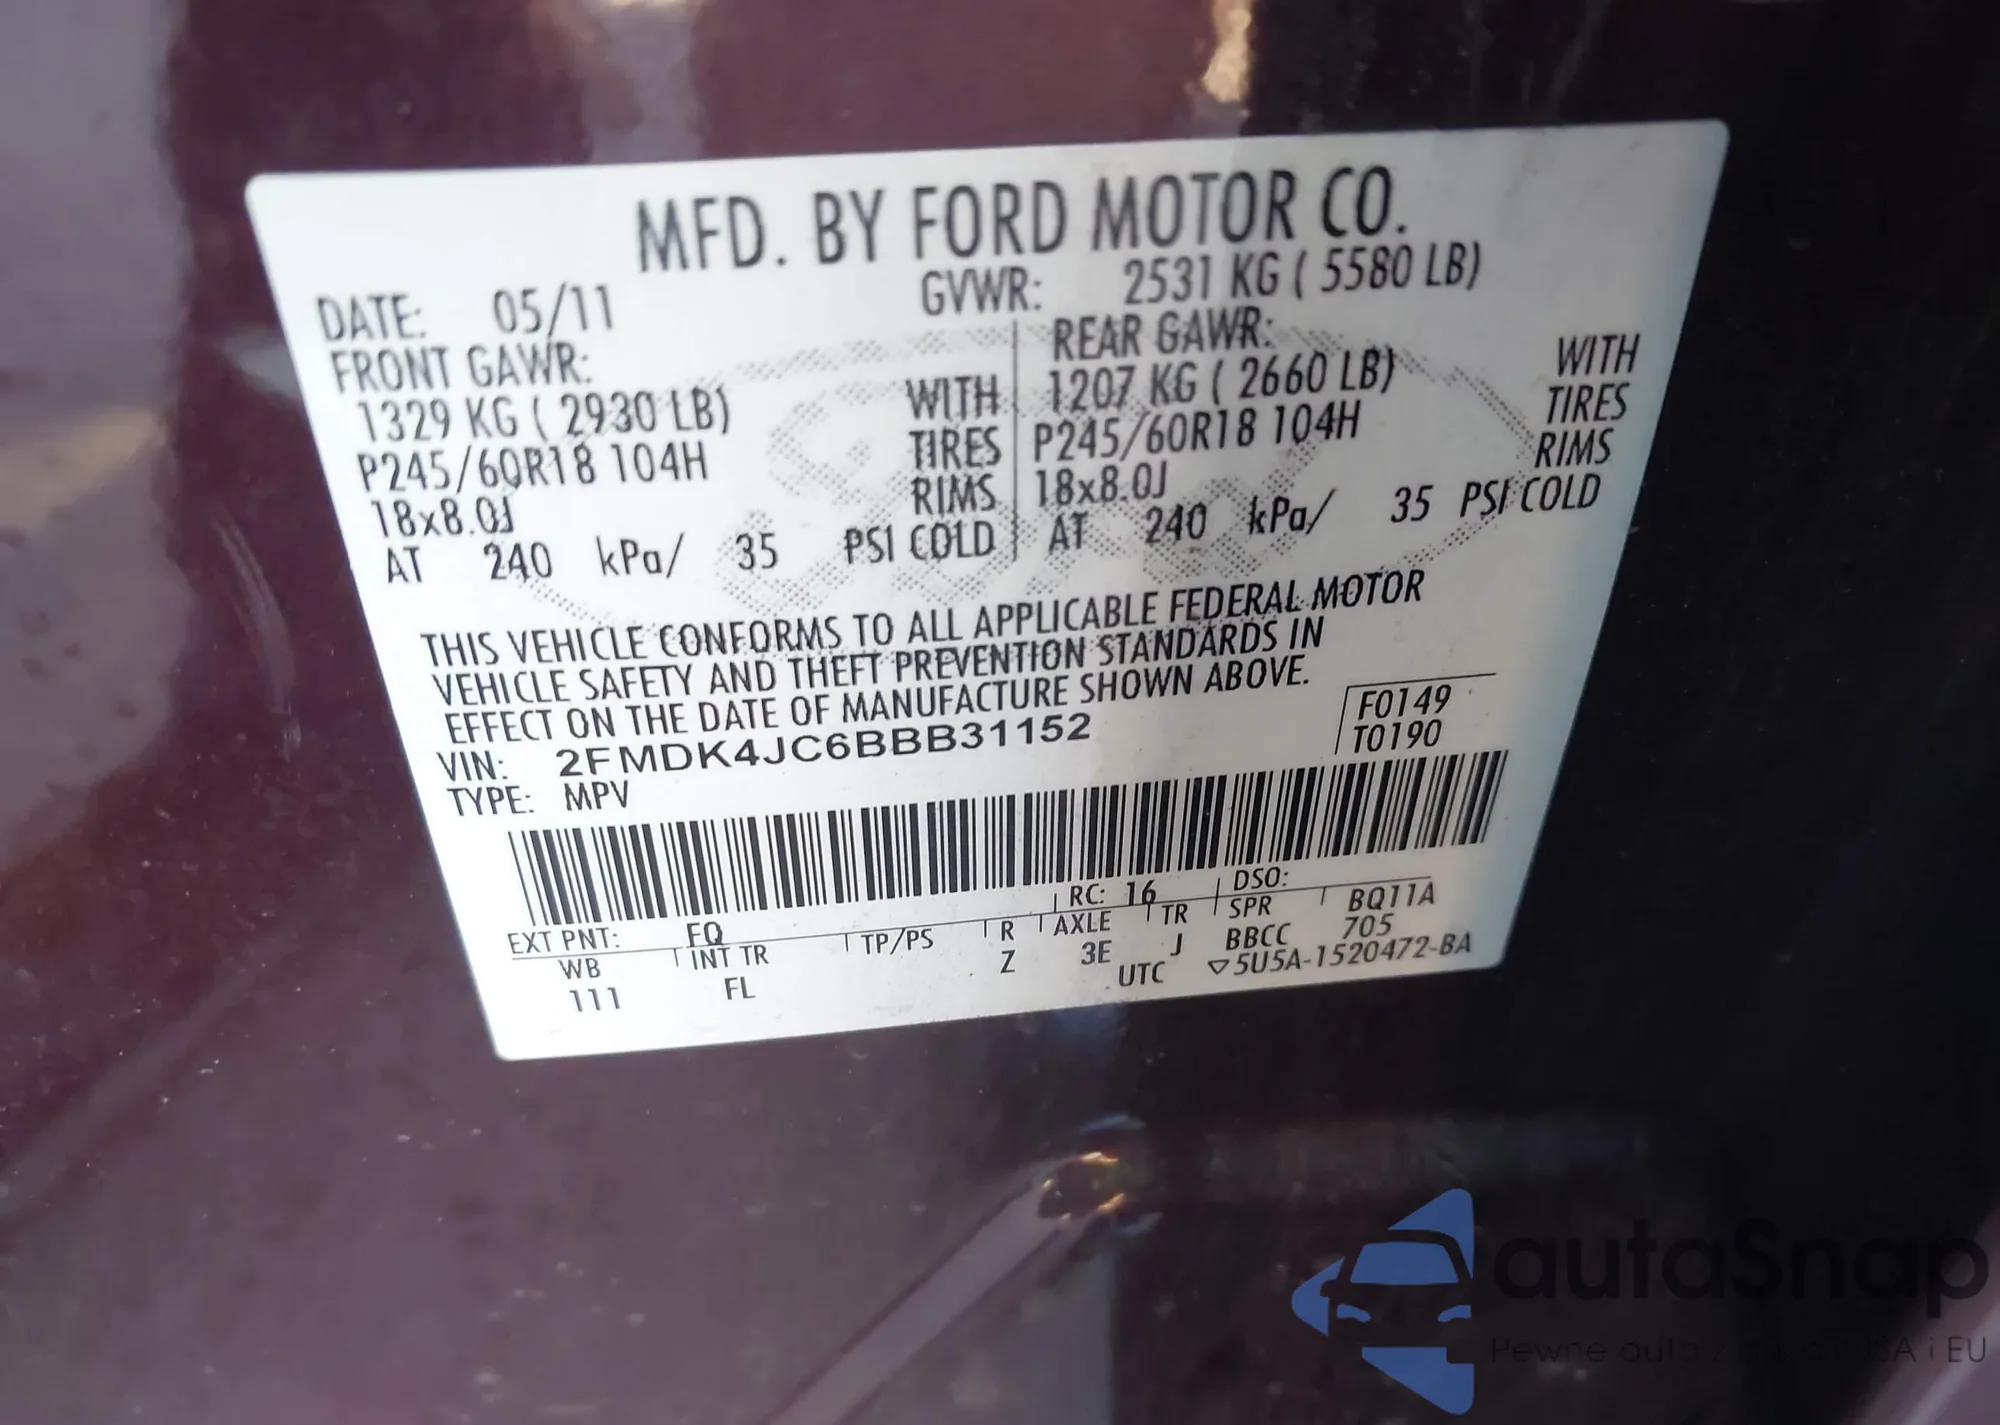 MFD. BY FORD MOTOR CO.
DATE: 05/11 GVWR: 2531 KG ( 5580 LB)
FRONT GAWR: REAR GAWR:
1329 KG ( 2930 LB) WITH 1207 KG ( 2660 LB) WITH
P245/60R18 104H TIRES P245/60R18 104H TIRES
18x8.0J RIMS 18x8.0J RIMS
AT 240 kPa/ 35 PSI COLD AT 240 kPa/ 35 PSI COLD
THIS VEHICLE CONFORMS TO ALL APPLICABLE FEDERAL MOTOR
VEHICLE SAFETY AND THEFT PREVENTION STANDARDS IN
EFFECT ON THE DATE OF MANUFACTURE SHOWN ABOVE.
VIN: 2FMDK4JC6BBB31152 F0149
TYPE: MPV T0190
EXT PNT: FQ RC: 16 DSO:
WB INT TR TP/PS R AXLE TR SPR BQ11A
111 FL Z 3E J BBCC 705
UTC ▽5U5A-1520472-BA
autaSnap
Pewne auta z USA i EU